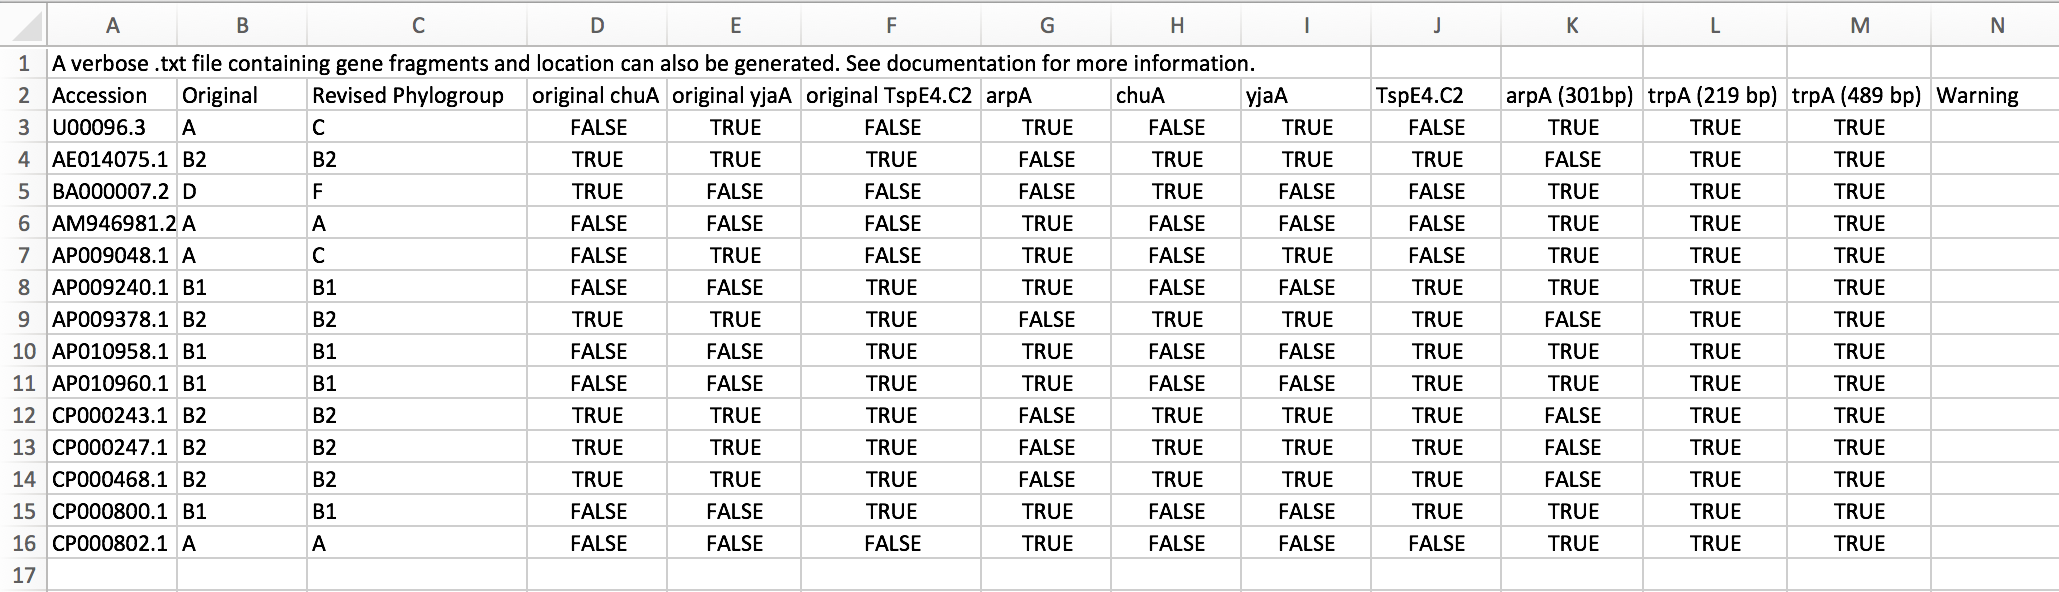 A B C D E F G H I J K L M N
1 A verbose .txt file containing gene fragments and location can also be generated. See documentation for more information.
2 Accession Original Revised Phylogroup original chuA original yjaA original TspE4.C2 arpA chuA yjaA TspE4.C2 arpA (301bp) trpA (219 bp) trpA (489 bp) Warning
3 U00096.3 A C FALSE TRUE FALSE TRUE FALSE TRUE FALSE TRUE TRUE TRUE
4 AE014075.1 B2 B2 TRUE TRUE TRUE FALSE TRUE TRUE TRUE FALSE TRUE TRUE
5 BA000007.2 D F TRUE FALSE FALSE FALSE TRUE FALSE FALSE TRUE TRUE TRUE
6 AM946981.2 A A FALSE FALSE FALSE TRUE FALSE FALSE FALSE TRUE TRUE TRUE
7 AP009048.1 A C FALSE TRUE FALSE TRUE FALSE TRUE FALSE TRUE TRUE TRUE
8 AP009240.1 B1 B1 FALSE FALSE TRUE TRUE FALSE FALSE TRUE TRUE TRUE TRUE
9 AP009378.1 B2 B2 TRUE TRUE TRUE FALSE TRUE TRUE TRUE FALSE TRUE TRUE
10 AP010958.1 B1 B1 FALSE FALSE TRUE TRUE FALSE FALSE TRUE TRUE TRUE TRUE
11 AP010960.1 B1 B1 FALSE FALSE TRUE TRUE FALSE FALSE TRUE TRUE TRUE TRUE
12 CP000243.1 B2 B2 TRUE TRUE TRUE FALSE TRUE TRUE TRUE FALSE TRUE TRUE
13 CP000247.1 B2 B2 TRUE TRUE TRUE FALSE TRUE TRUE TRUE FALSE TRUE TRUE
14 CP000468.1 B2 B2 TRUE TRUE TRUE FALSE TRUE TRUE TRUE FALSE TRUE TRUE
15 CP000800.1 B1 B1 FALSE FALSE TRUE TRUE FALSE FALSE TRUE TRUE TRUE TRUE
16 CP000802.1 A A FALSE FALSE FALSE TRUE FALSE FALSE FALSE TRUE TRUE TRUE
17